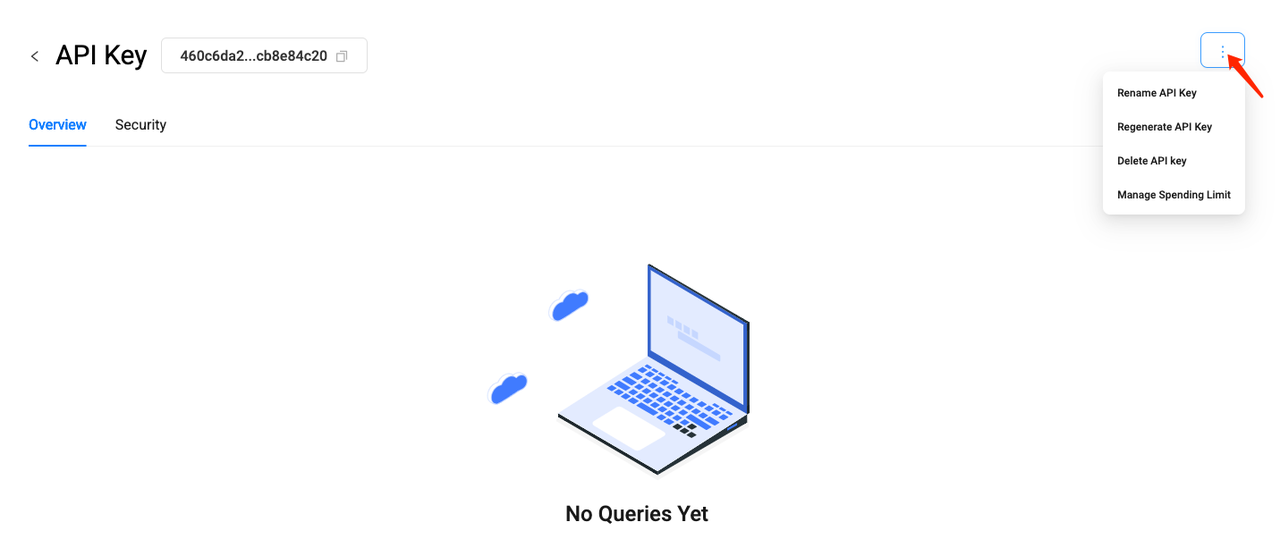 API Key
460c6da2...cb8e84c20
Overview
Security
Rename API Key
Regenerate API Key
Delete API key
Manage Spending Limit
No Queries Yet